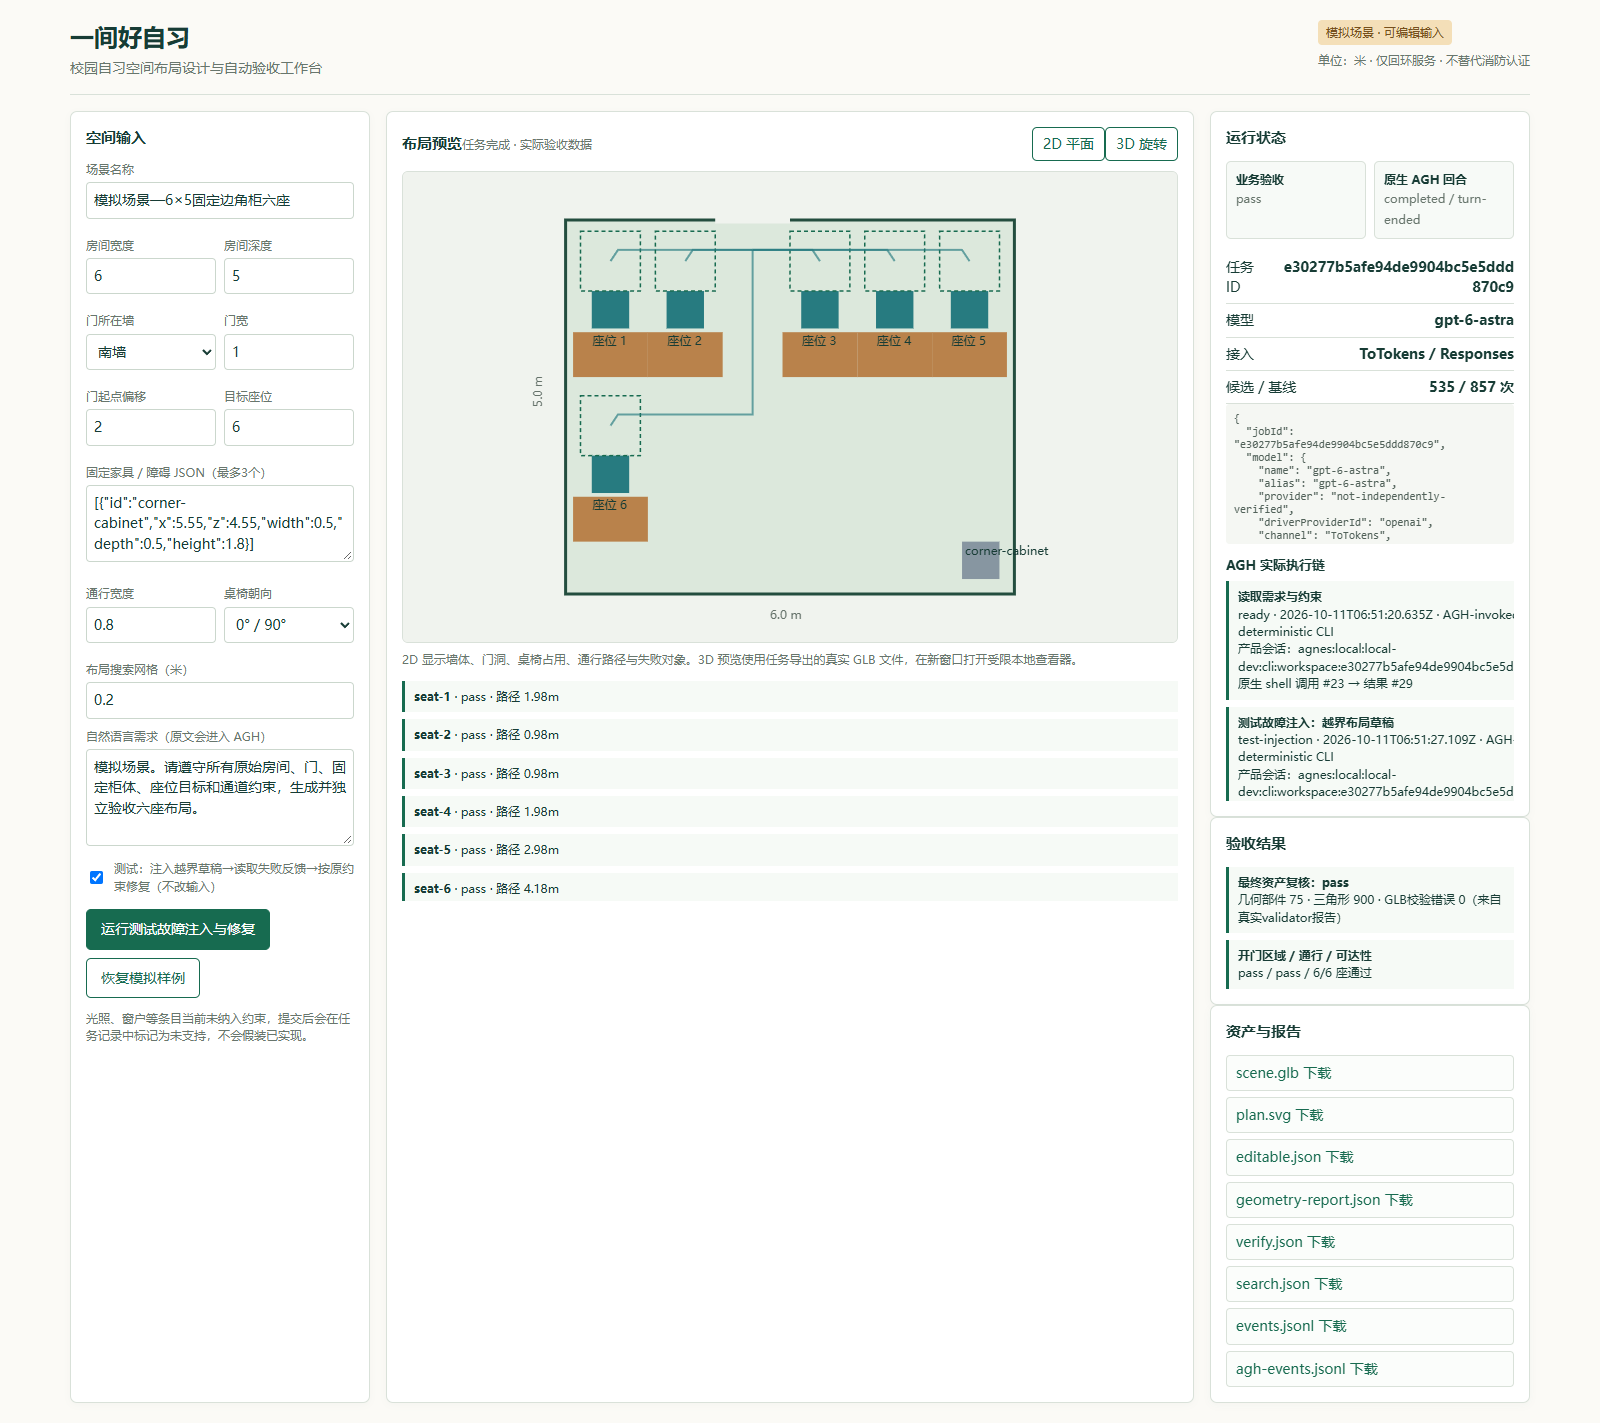 一间好自习
校园自习空间布局设计与自动验收工作台
模拟场景 · 可编辑输入
单位：米 · 仅回环服务 · 不替代消防认证
空间输入
场景名称
模拟场景—6×5固定边角柜六座
房间宽度
房间深度
6
5
门所在墙
门宽
南墙
1
门起点偏移
目标座位
2
6
固定家具 / 障碍 JSON（最多3个）
[{"id":"corner-
cabinet","x":5.55,"z":4.55,"width":0.5,"
depth":0.5,"height":1.8}]
通行宽度
桌椅朝向
0.8
0° / 90°
布局搜索网格（米）
0.2
自然语言需求（原文会进入 AGH）
模拟场景。请遵守所有原始房间、门、固
定柜体、座位目标和通道约束，生成并独
立验收六座布局。
测试：注入越界草稿→读取失败反馈→按原约
束修复（不改输入）
运行测试故障注入与修复
恢复模拟样例
光照、窗户等条目当前未纳入约束，提交后会在任
务记录中标记为未支持，不会假装已实现。
布局预览任务完成 · 实际验收数据
2D 平面
3D 旋转
座位 1
座位 2
座位 3
座位 4
座位 5
5.0 m
座位 6
corner-cabinet
6.0 m
2D 显示墙体、门洞、桌椅占用、通行路径与失败对象。3D 预览使用任务导出的真实 GLB 文件，在新窗口打开受限本地查看器。
seat-1 · pass · 路径 1.98m
seat-2 · pass · 路径 0.98m
seat-3 · pass · 路径 0.98m
seat-4 · pass · 路径 1.98m
seat-5 · pass · 路径 2.98m
seat-6 · pass · 路径 4.18m
运行状态
业务验收
pass
原生 AGH 回合
completed / turn-
ended
任务 e30277b5afe94de9904bc5e5ddd
ID 870c9
模型 gpt-6-astra
接入 ToTokens / Responses
候选 / 基线 535 / 857 次
{
"jobId":
"e30277b5afe94de9904bc5e5ddd870c9",
"model": {
"name": "gpt-6-astra",
"alias": "gpt-6-astra",
"provider": "not-independently-
verified",
"driverProviderId": "openai",
"channel": "ToTokens",
AGH 实际执行链
读取需求与约束
ready · 2026-10-11T06:51:20.635Z · AGH-invoked
deterministic CLI
产品会话：agnes:local:local-
dev:cli:workspace:e30277b5afe94de9904bc5e5d
原生 shell 调用 #23 → 结果 #29
测试故障注入：越界布局草稿
test-injection · 2026-10-11T06:51:27.109Z · AGH-
deterministic CLI
产品会话：agnes:local:local-
dev:cli:workspace:e30277b5afe94de9904bc5e5d
验收结果
最终资产复核：pass
几何部件 75 · 三角形 900 · GLB校验错误 0（来自
真实validator报告）
开门区域 / 通行 / 可达性
pass / pass / 6/6 座通过
资产与报告
scene.glb 下载
plan.svg 下载
editable.json 下载
geometry-report.json 下载
verify.json 下载
search.json 下载
events.jsonl 下载
agh-events.jsonl 下载